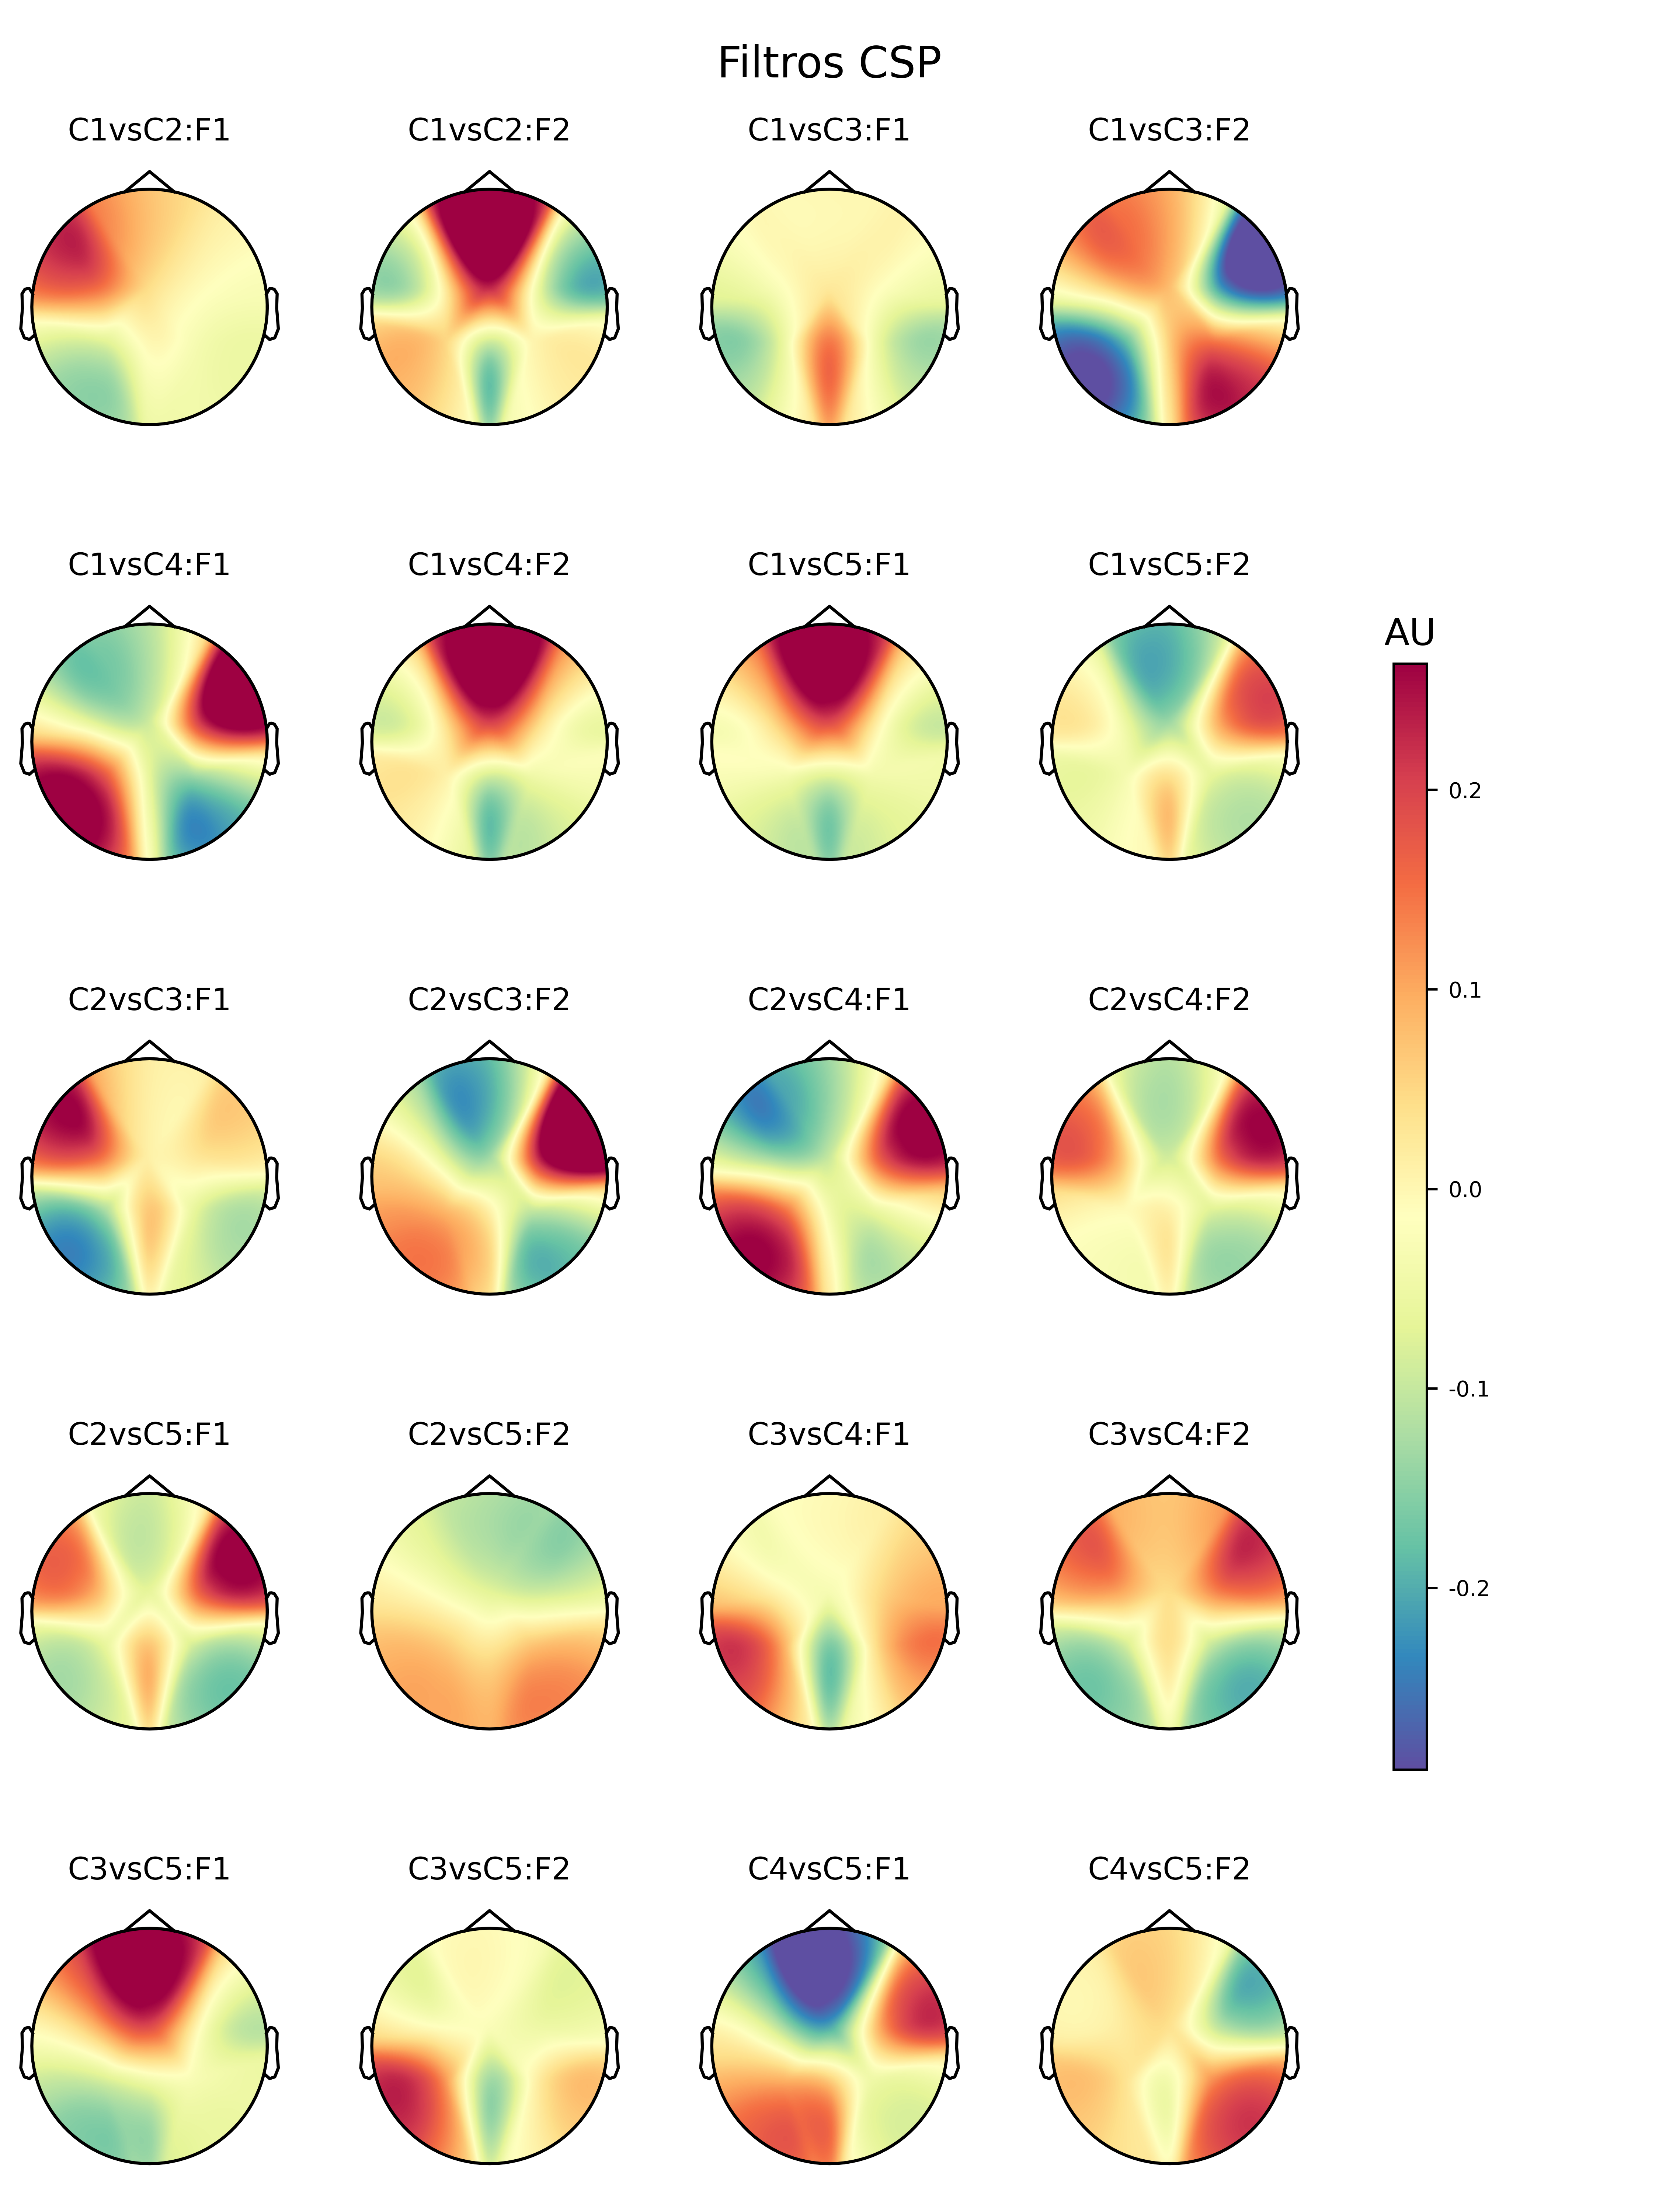 Filtros CSP
C1vsC2:F1
C1vsC2:F2
C1vsC3:F1
C1vsC3:F2
C1vsC4:F1
C1vsC4:F2
C1vsC5:F1
C1vsC5:F2
AU
0.2
0.1
0.0
-0.1
-0.2
C2vsC3:F1
C2vsC3:F2
C2vsC4:F1
C2vsC4:F2
C2vsC5:F1
C2vsC5:F2
C3vsC4:F1
C3vsC4:F2
C3vsC5:F1
C3vsC5:F2
C4vsC5:F1
C4vsC5:F2